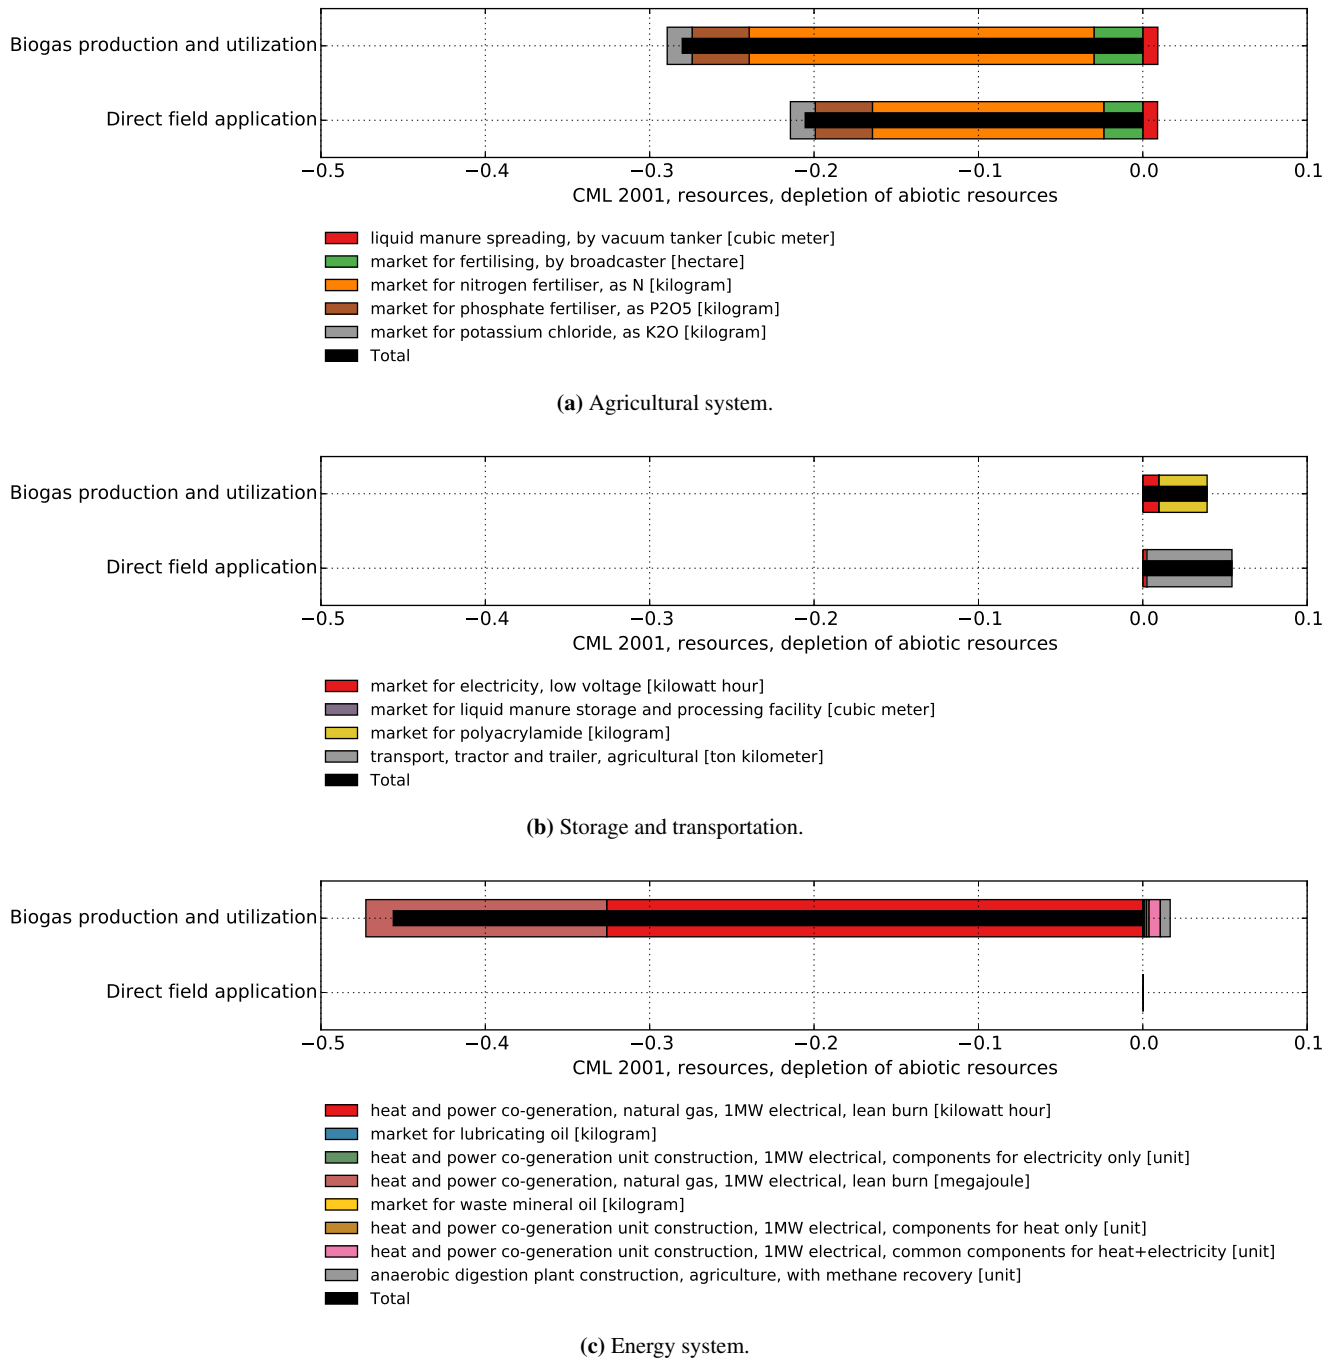 Biogas production and utilization
Direct field application
−0.5 −0.4 −0.3 −0.2 −0.1 0.0 0.1
CML 2001, resources, depletion of abiotic resources
liquid manure spreading, by vacuum tanker [cubic meter]
market for fertilising, by broadcaster [hectare]
market for nitrogen fertiliser, as N [kilogram]
market for phosphate fertiliser, as P2O5 [kilogram]
market for potassium chloride, as K2O [kilogram]
Total
(a) Agricultural system.
Biogas production and utilization
Direct field application
−0.5 −0.4 −0.3 −0.2 −0.1 0.0 0.1
CML 2001, resources, depletion of abiotic resources
market for electricity, low voltage [kilowatt hour]
market for liquid manure storage and processing facility [cubic meter]
market for polyacrylamide [kilogram]
transport, tractor and trailer, agricultural [ton kilometer]
Total
(b) Storage and transportation.
Biogas production and utilization
Direct field application
−0.5 −0.4 −0.3 −0.2 −0.1 0.0 0.1
CML 2001, resources, depletion of abiotic resources
heat and power co-generation, natural gas, 1MW electrical, lean burn [kilowatt hour]
market for lubricating oil [kilogram]
heat and power co-generation unit construction, 1MW electrical, components for electricity only [unit]
heat and power co-generation, natural gas, 1MW electrical, lean burn [megajoule]
market for waste mineral oil [kilogram]
heat and power co-generation unit construction, 1MW electrical, components for heat only [unit]
heat and power co-generation unit construction, 1MW electrical, common components for heat+electricity [unit]
anaerobic digestion plant construction, agriculture, with methane recovery [unit]
Total
(c) Energy system.